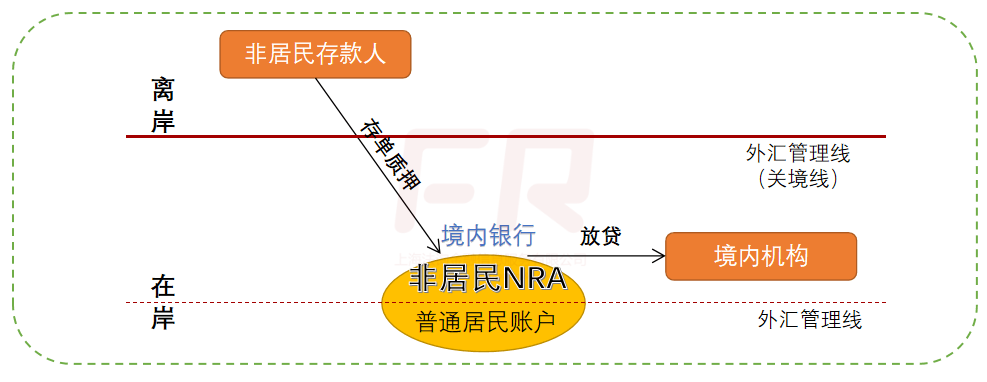 非居民存款人
离岸
存单质押
外汇管理线
（关境线）
境内银行
放贷
境内机构
非居民NRA
在岸
普通居民账户
外汇管理线
FR